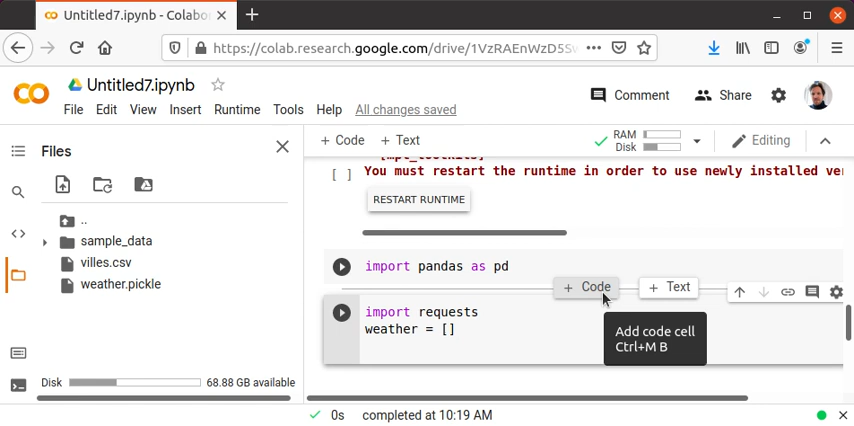 Untitled7.ipynb - Colabo
https://colab.research.google.com/drive/1VzRAEnWzD5Sw
Untitled7.ipynb
File Edit View Insert Runtime Tools Help All changes saved
Comment
Share
Files
+ Code + Text
RAM
Disk
Editing
..
sample_data
villes.csv
weather.pickle
Disk
68.88 GB available
[mpl_toolkits]
[ ]
You must restart the runtime in order to use newly installed ver
RESTART RUNTIME
import pandas as pd
+ Code
+ Text
import requests
weather = []
Add code cell
Ctrl+M B
0s completed at 10:19 AM